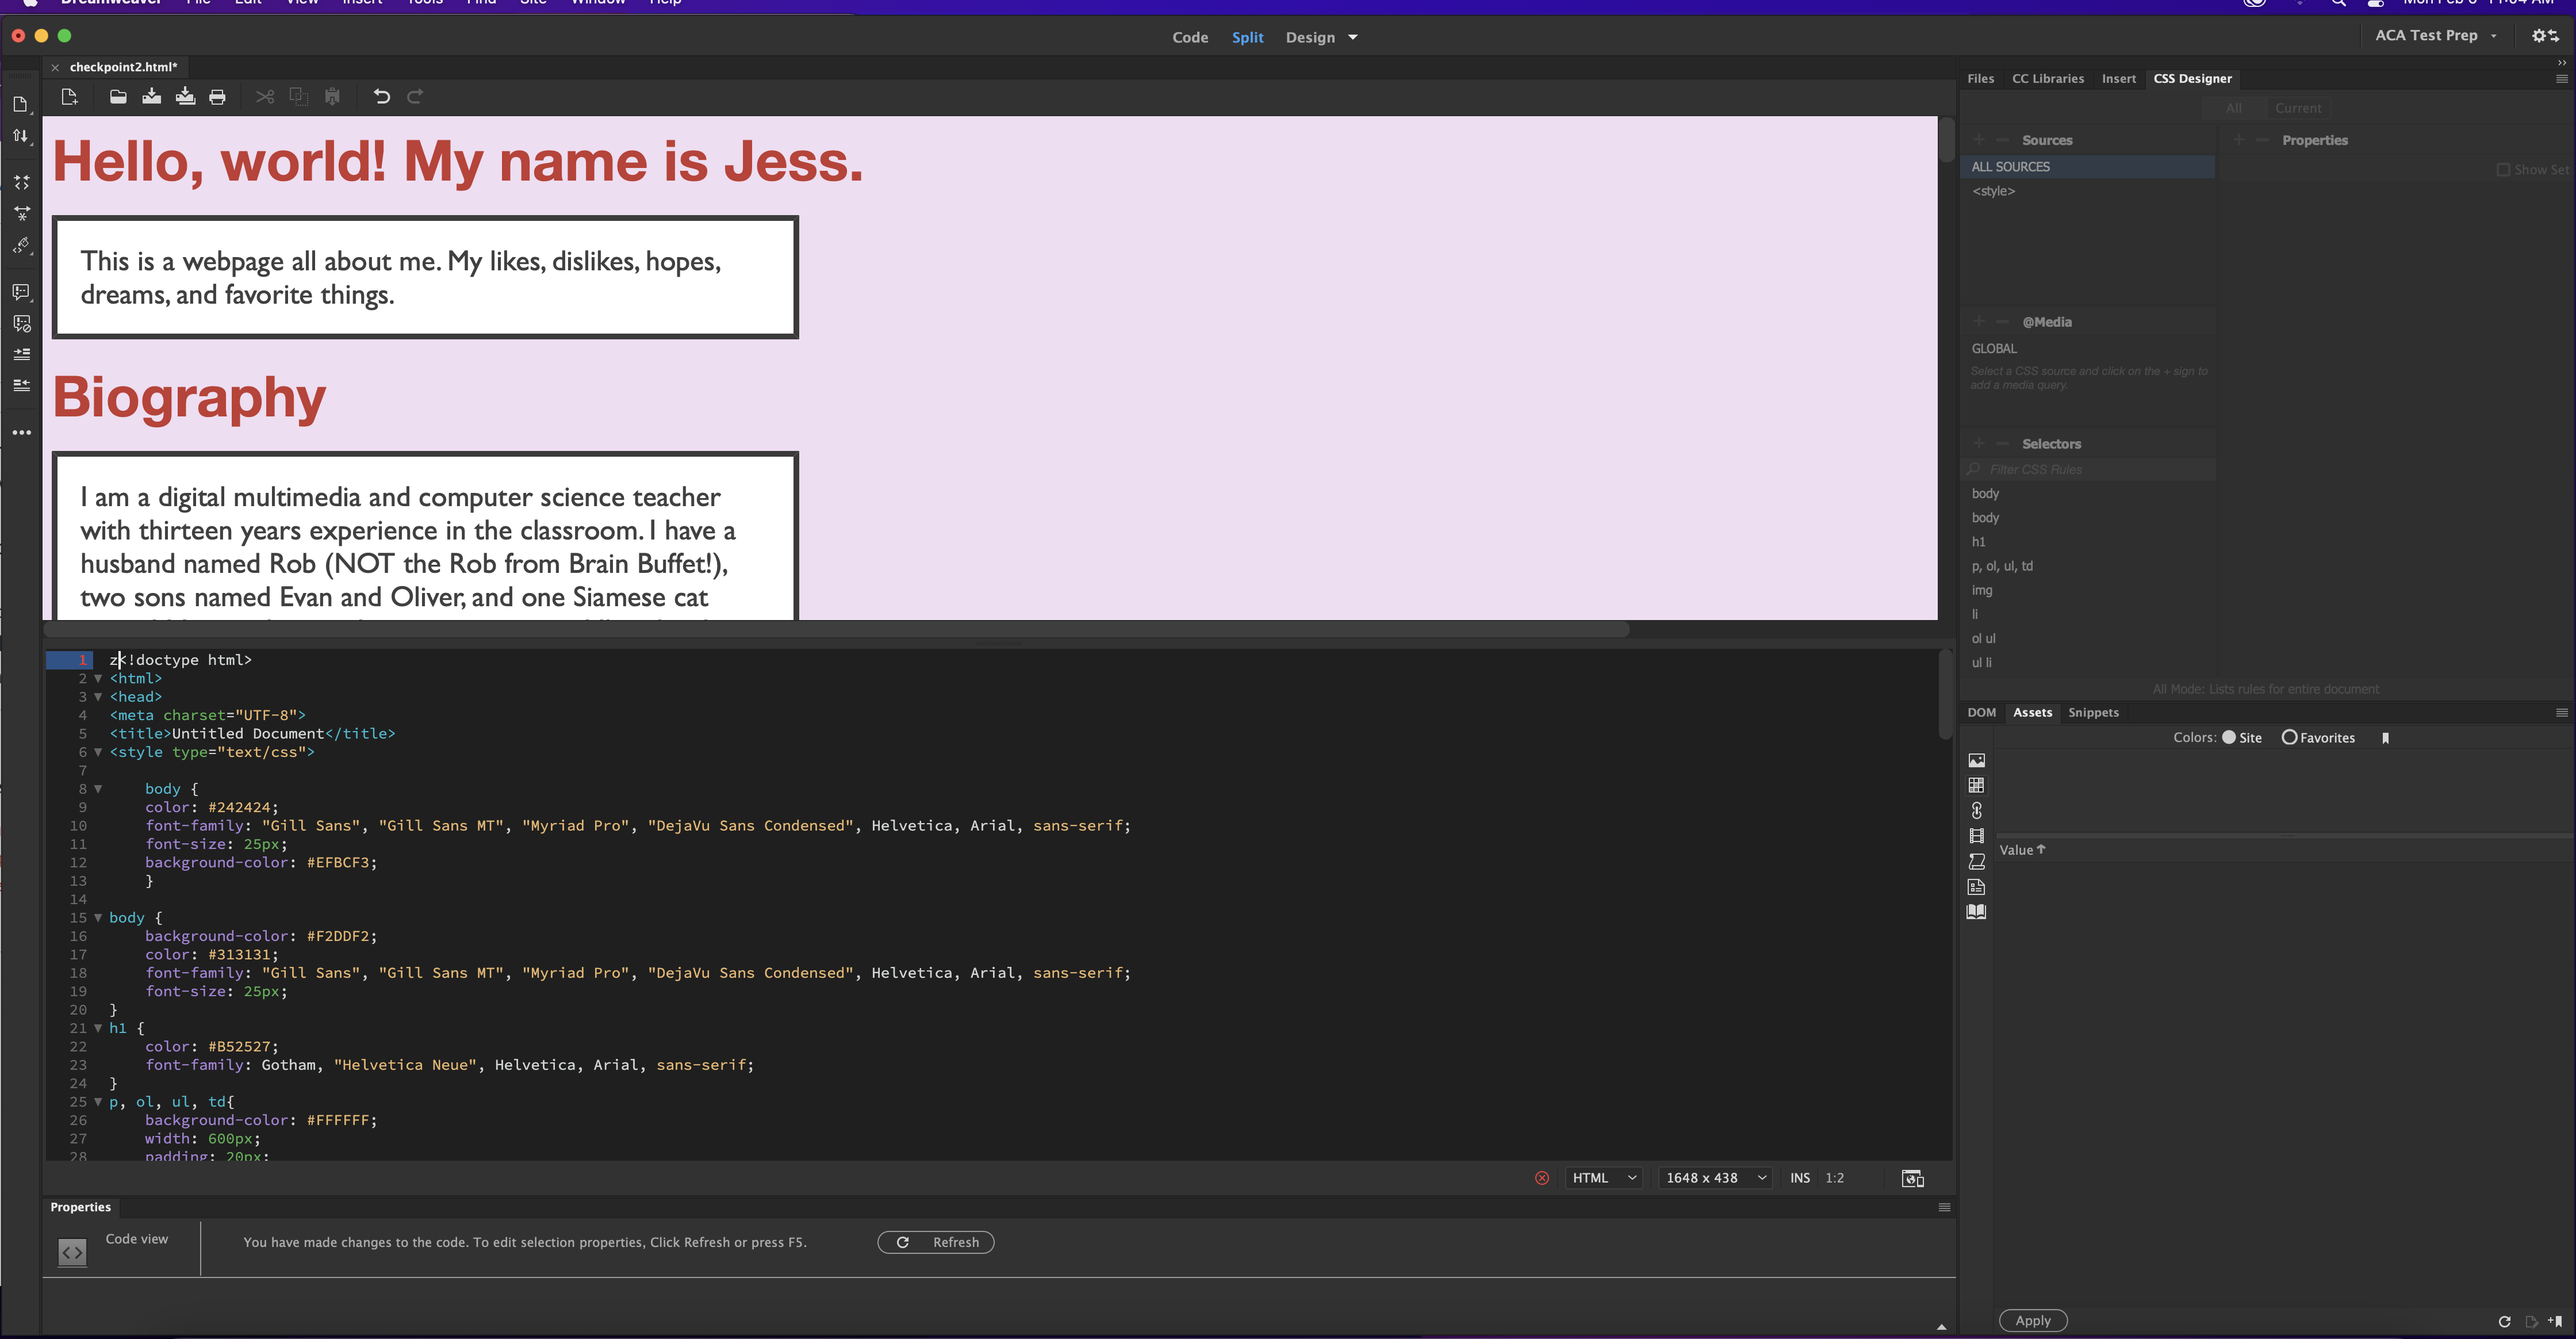 Dreamweaver File Edit View Insert Tools Find Site Window Help
Code Split Design
ACA Test Prep
checkpoint2.html*
Files CC Libraries Insert CSS Designer
All Current
Hello, world! My name is Jess.
This is a webpage all about me. My likes, dislikes, hopes,
dreams, and favorite things.
Biography
I am a digital multimedia and computer science teacher
with thirteen years experience in the classroom. I have a
husband named Rob (NOT the Rob from Brain Buffet!),
two sons named Evan and Oliver, and one Siamese cat
Sources
Properties
ALL SOURCES
Show Set
<style>
@Media
GLOBAL
Select a CSS source and click on the + sign to
add a media query.
Selectors
Filter CSS Rules
body
body
h1
p, ol, ul, td
img
li
ol ul
ul li
All Mode: Lists rules for entire document
1 z<!doctype html>
2 <html>
3 <head>
4 <meta charset="UTF-8">
5 <title>Untitled Document</title>
6 <style type="text/css">
7
8 body {
9 color: #242424;
10 font-family: "Gill Sans", "Gill Sans MT", "Myriad Pro", "DejaVu Sans Condensed", Helvetica, Arial, sans-serif;
11 font-size: 25px;
12 background-color: #EFBCF3;
13 }
14
15 body {
16 background-color: #F2DDF2;
17 color: #313131;
18 font-family: "Gill Sans", "Gill Sans MT", "Myriad Pro", "DejaVu Sans Condensed", Helvetica, Arial, sans-serif;
19 font-size: 25px;
20 }
21 h1 {
22 color: #B52527;
23 font-family: Gotham, "Helvetica Neue", Helvetica, Arial, sans-serif;
24 }
25 p, ol, ul, td{
26 background-color: #FFFFFF;
27 width: 600px;
28 padding: 20px;
DOM Assets Snippets
Colors: Site Favorites
Value
HTML 1648 x 438 INS 1:2
Properties
Code view
You have made changes to the code. To edit selection properties, Click Refresh or press F5.
Refresh
Apply